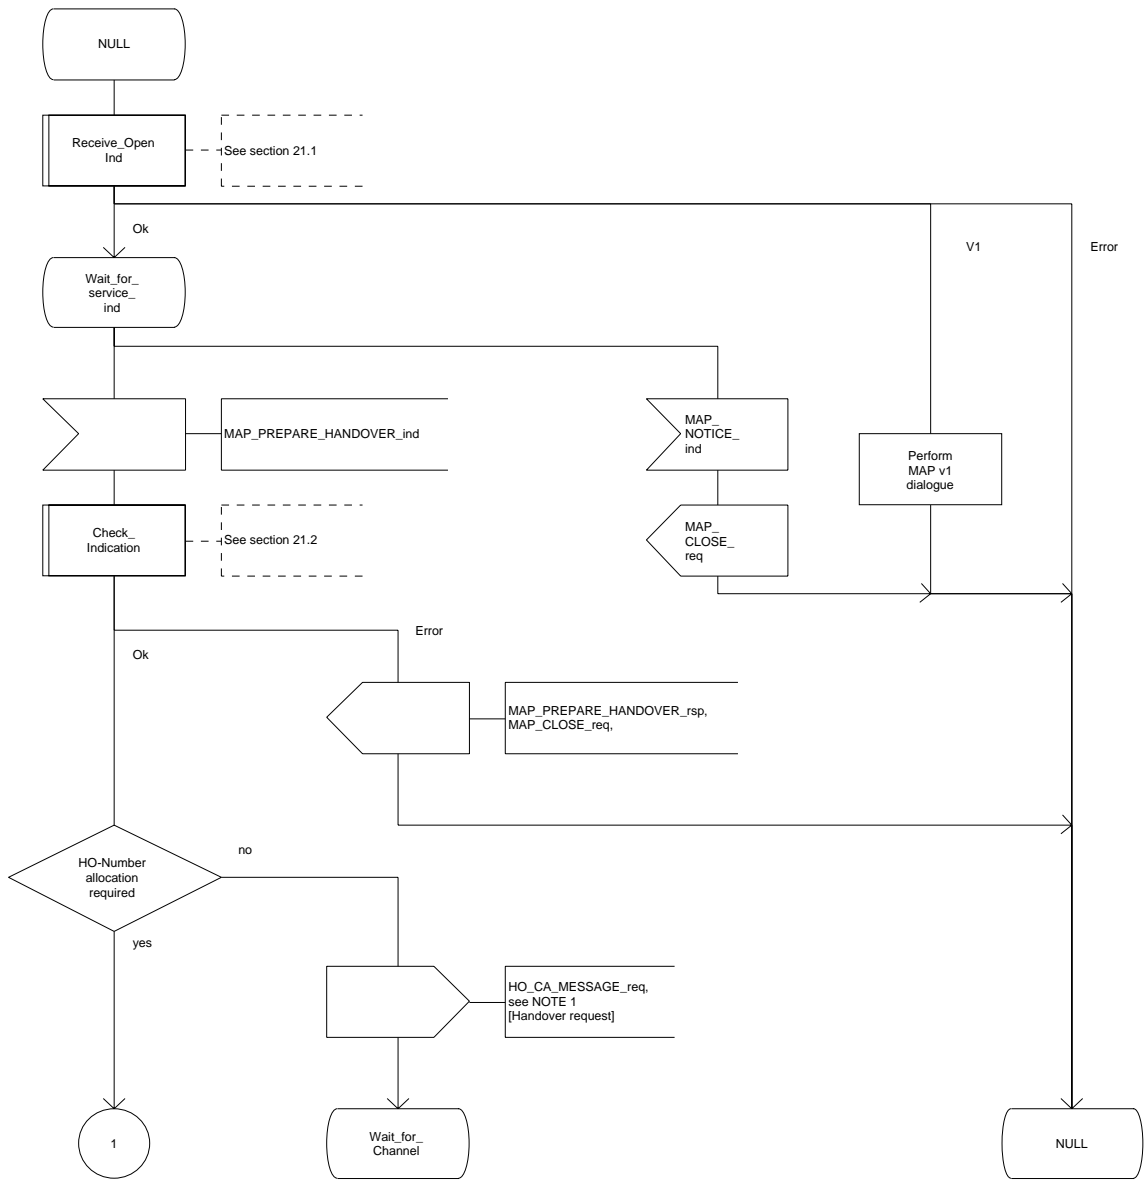 NULL
Receive_Open
Ind
See section 21.1
Ok
V1
Error
Wait_for_
service_
ind
MAP_PREPARE_HANDOVER_ind
MAP_
NOTICE_
ind
Perform
MAP v1
dialogue
Check_
Indication
See section 21.2
MAP_
CLOSE_
req
Error
Ok
MAP_PREPARE_HANDOVER_rsp,
MAP_CLOSE_req,
HO-Number
allocation
required
no
yes
HO_CA_MESSAGE_req,
see NOTE 1
[Handover request]
1
Wait_for_
Channel
NULL